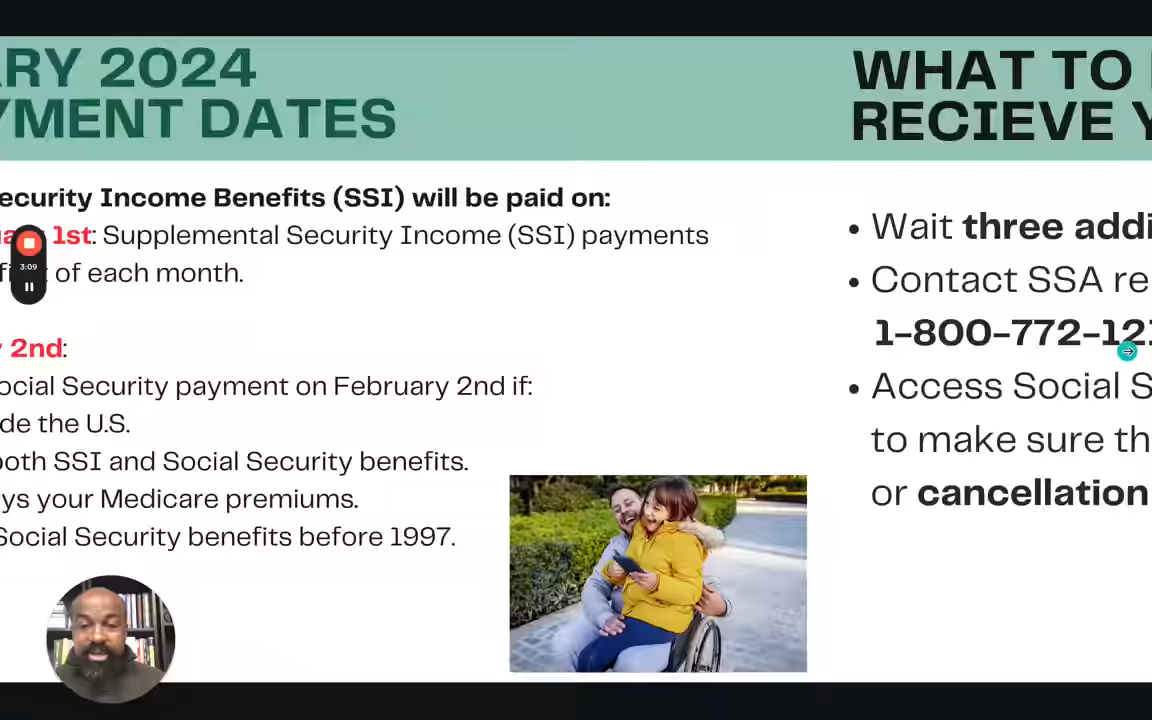 ARY 2024
YMENT DATES
ecurity Income Benefits (SSI) will be paid on:
1st: Supplemental Security Income (SSI) payments
of each month.
3:09
2nd:
ocial Security payment on February 2nd if:
de the U.S.
both SSI and Social Security benefits.
ys your Medicare premiums.
Social Security benefits before 1997.
WHAT TO
RECIEVE Y
Wait three addi
Contact SSA re
1-800-772-121
Access Social S
to make sure th
or cancellation